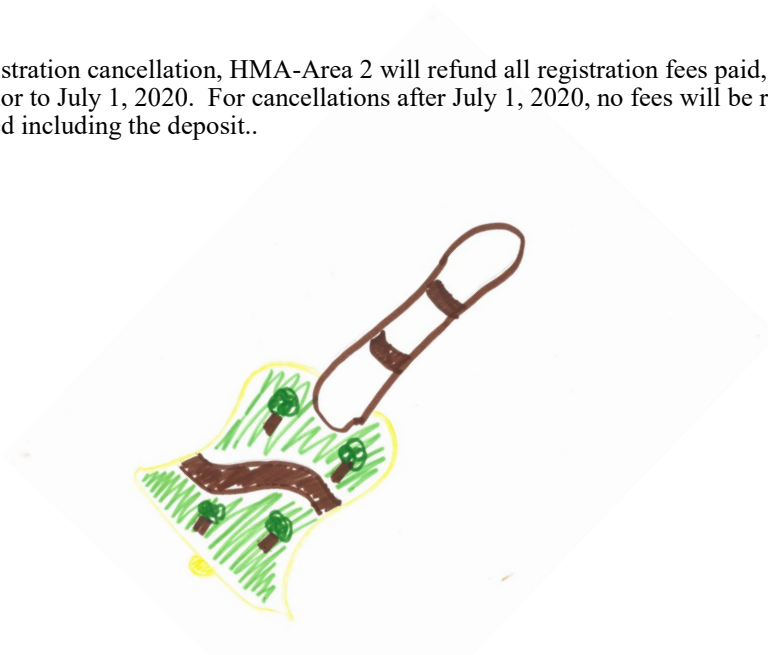 stration cancellation, HMA-Area 2 will refund all registration fees paid,
or to July 1, 2020.  For cancellations after July 1, 2020, no fees will be r
d including the deposit..